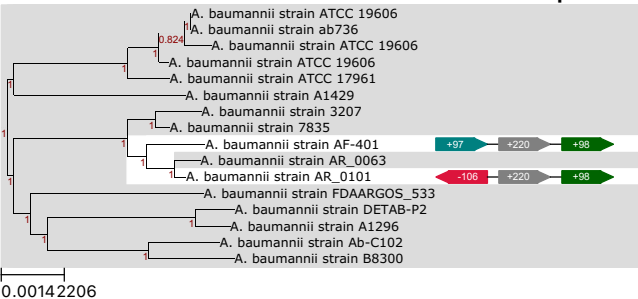 A. baumannii strain ATCC 19606
1 A. baumannii strain ab736
0.824 A. baumannii strain ATCC 19606
1 A. baumannii strain ATCC 19606
1 A. baumannii strain ATCC 17961
1 A. baumannii strain A1429
A. baumannii strain 3207
1 1 A. baumannii strain 7835
A. baumannii strain AF-401 +97 +220 +98
1 A. baumannii strain AR_0063
1 1 A. baumannii strain AR_0101 -106 +220 +98
A. baumannii strain FDAARGOS_533
A. baumannii strain DETAB-P2
1 1 A. baumannii strain A1296
1 A. baumannii strain Ab-C102
1 A. baumannii strain B8300
0.00142206